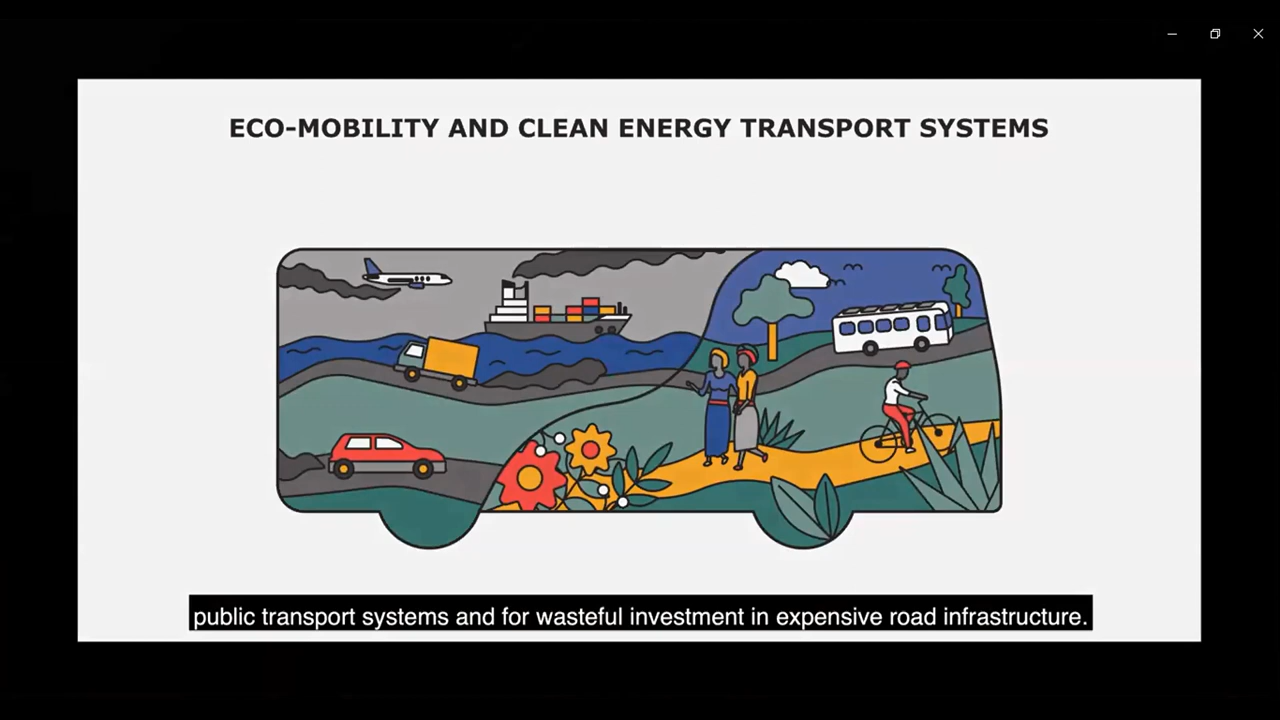 ECO-MOBILITY AND CLEAN ENERGY TRANSPORT SYSTEMS
public transport systems and for wasteful investment in expensive road infrastructure.